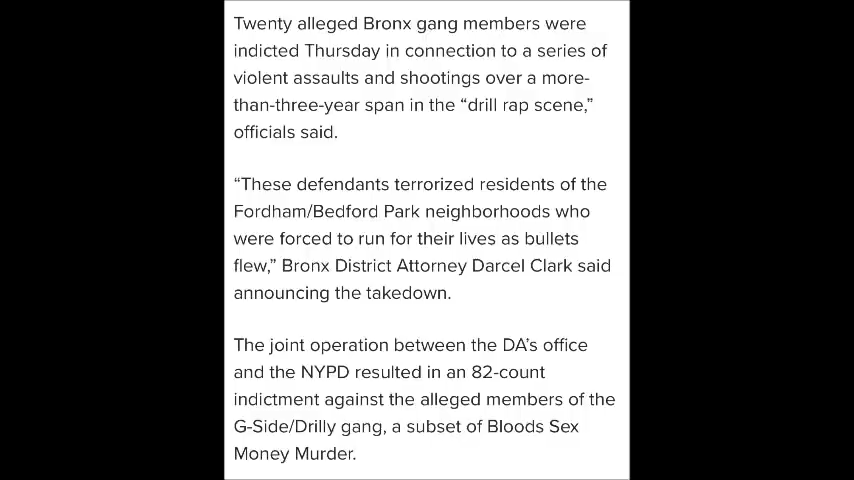 Twenty alleged Bronx gang members were
indicted Thursday in connection to a series of
violent assaults and shootings over a more-
than-three-year span in the “drill rap scene,”
officials said.
“These defendants terrorized residents of the
Fordham/Bedford Park neighborhoods who
were forced to run for their lives as bullets
flew,” Bronx District Attorney Darcel Clark said
announcing the takedown.
The joint operation between the DA’s office
and the NYPD resulted in an 82-count
indictment against the alleged members of the
G-Side/Drilly gang, a subset of Bloods Sex
Money Murder.